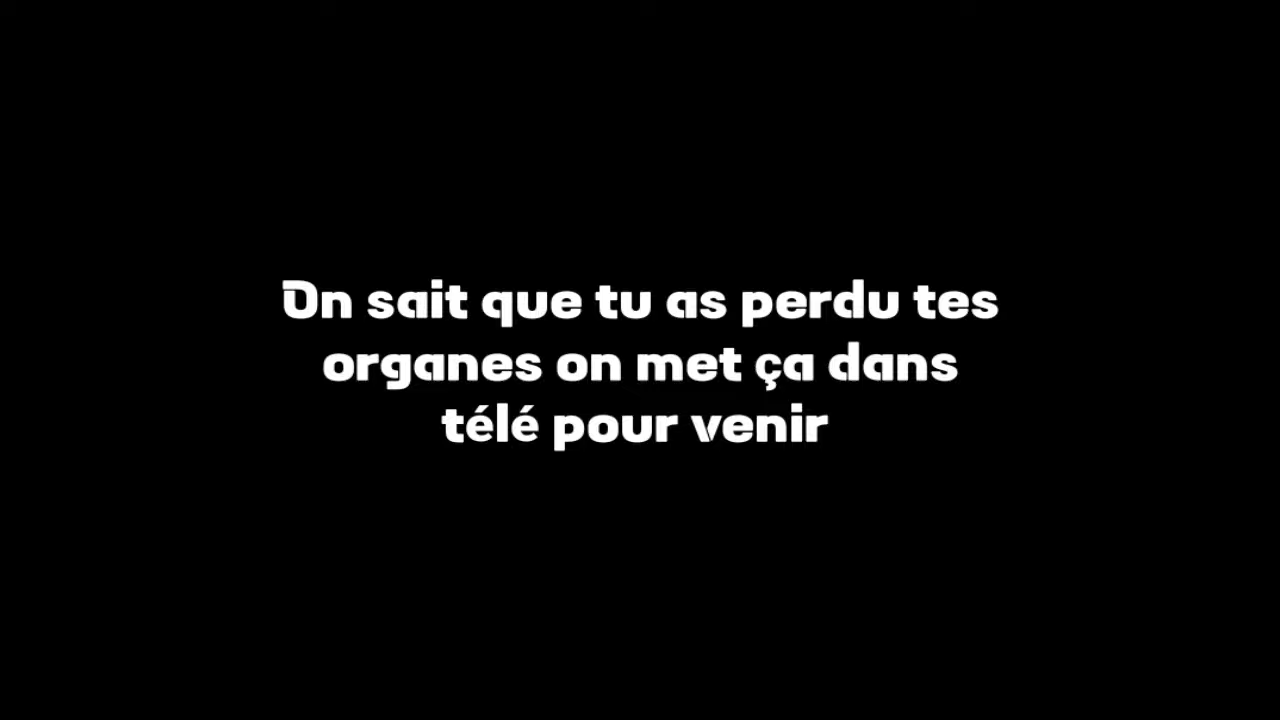 On sait que tu as perdu tes
organes on met ça dans
télé pour venir